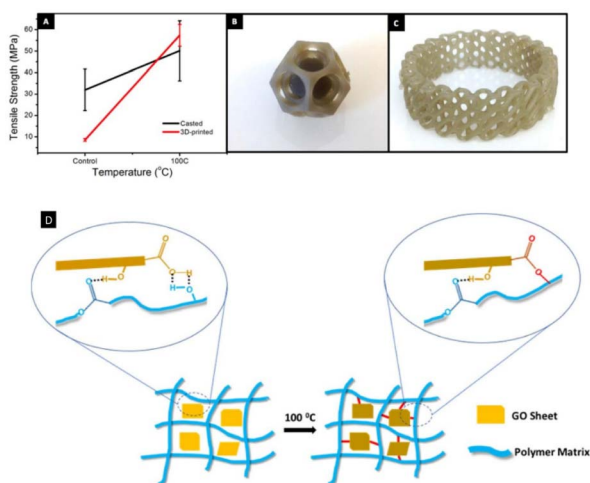 A
Tensile Strength (MPa)
60
50
40
30
20
10
Casted
3D-printed
Control
100C
Temperature (°C)
B
C
D
O
O
H
O
H
O
H
O
O
O
O
H
O
O
O
100 ⁰C
GO Sheet
Polymer Matrix